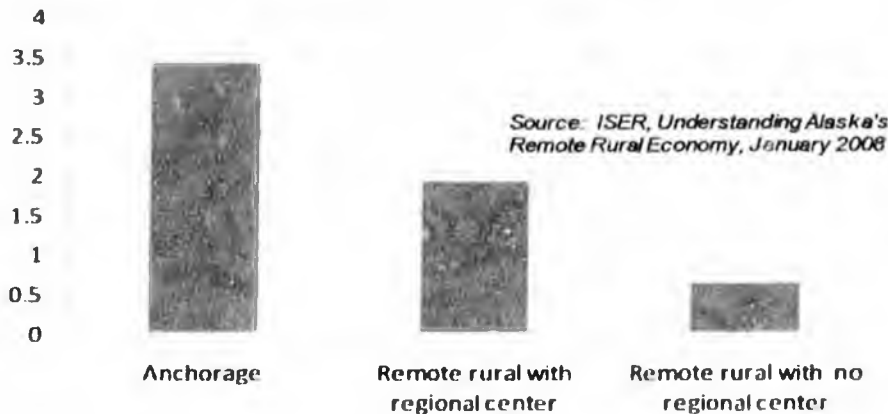 4
3.5
3
2.5
2
1.5
1
0.5
0
Source: ISER, Understanding Alaska's
Remote Rural Economy, January 2008
Anchorage
Remote rural with
regional center
Remote rural with no
regional center